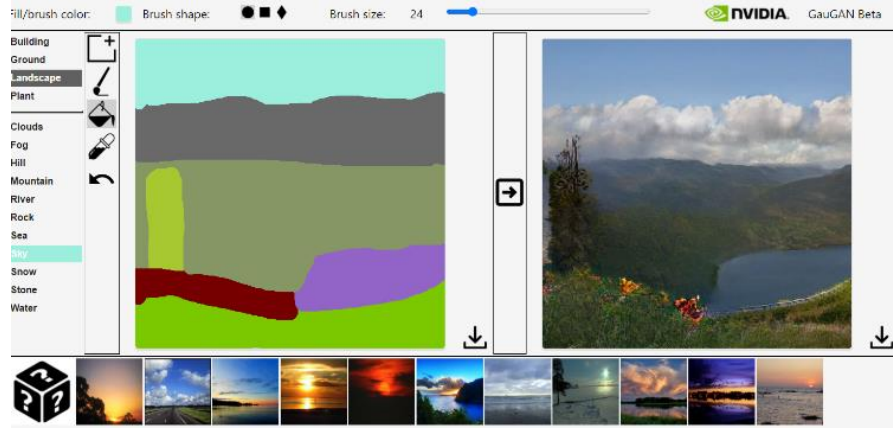 Fill/brush color: Brush shape: Brush size: 24 NVIDIA. GauGAN Beta
Building
Ground
Landscape
Plant
Clouds
Fog
Hill
Mountain
River
Rock
Sea
Sky
Snow
Stone
Water
? ? ?